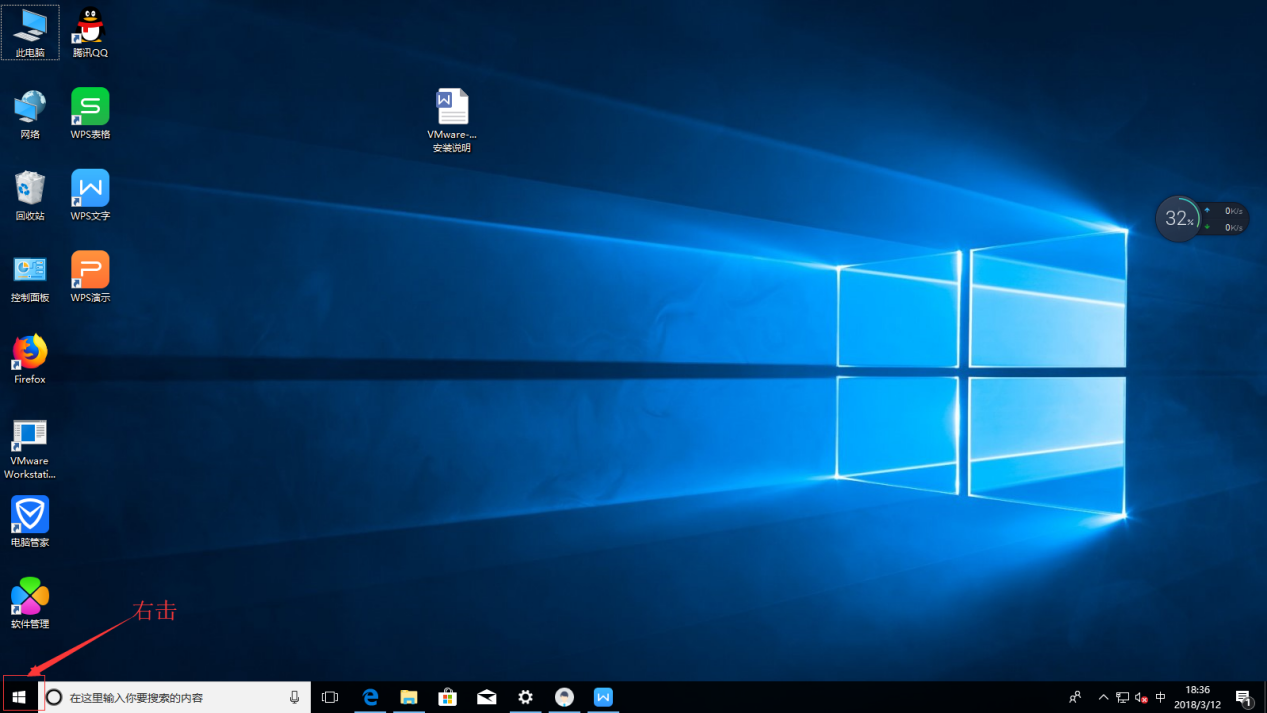 此电脑
腾讯QQ
网络
WPS表格
VMware-...
安装说明
回收站
WPS文字
32%
0K/s
0K/s
控制面板
WPS演示
Firefox
VMware
Workstati...
电脑管家
软件管理
右击
在这里输入你要搜索的内容
中
18:36
2018/3/12
1